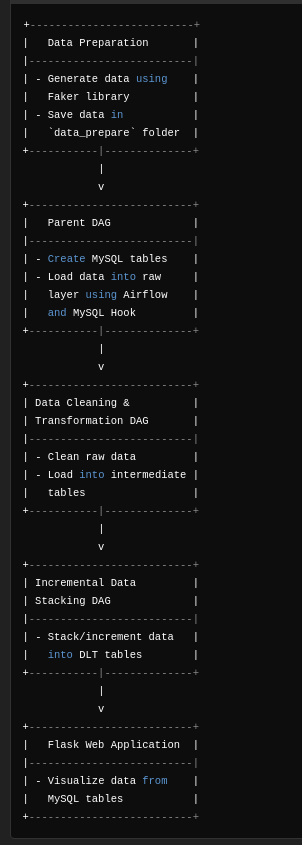 +--------------------------+
|   Data Preparation       |
|--------------------------|
| - Generate data using    |
|   Faker library          |
| - Save data in           |
|   `data_prepare` folder  |
+-----------|--------------+
            |
            v
+--------------------------+
|   Parent DAG             |
|--------------------------|
| - Create MySQL tables    |
| - Load data into raw     |
|   layer using Airflow    |
|   and MySQL Hook         |
+-----------|--------------+
            |
            v
+--------------------------+
| Data Cleaning &          |
| Transformation DAG       |
|--------------------------|
| - Clean raw data         |
| - Load into intermediate |
|   tables                 |
+-----------|--------------+
            |
            v
+--------------------------+
| Incremental Data         |
| Stacking DAG             |
|--------------------------|
| - Stack/increment data   |
|   into DLT tables        |
+-----------|--------------+
            |
            v
+--------------------------+
|   Flask Web Application  |
|--------------------------|
| - Visualize data from    |
|   MySQL tables           |
+--------------------------+